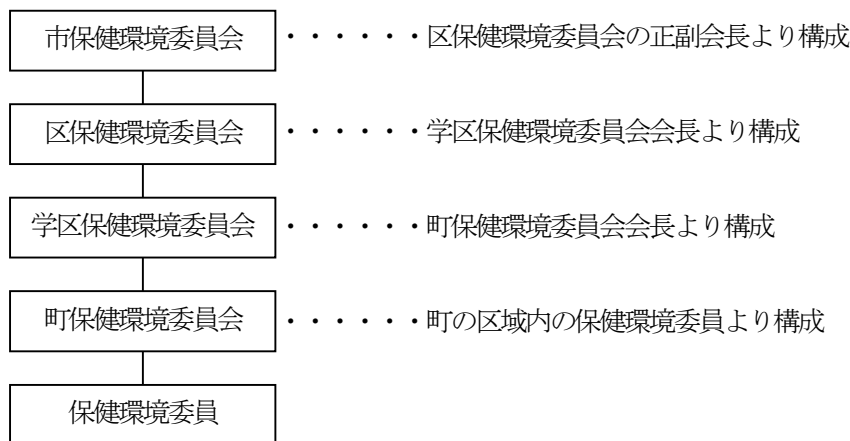 市保健環境委員会 ・・・・・・区保健環境委員会の正副会長より構成
区保健環境委員会 ・・・・・・学区保健環境委員会会長より構成
学区保健環境委員会 ・・・・・・町保健環境委員会会長より構成
町保健環境委員会 ・・・・・・町の区域内の保健環境委員より構成
保健環境委員